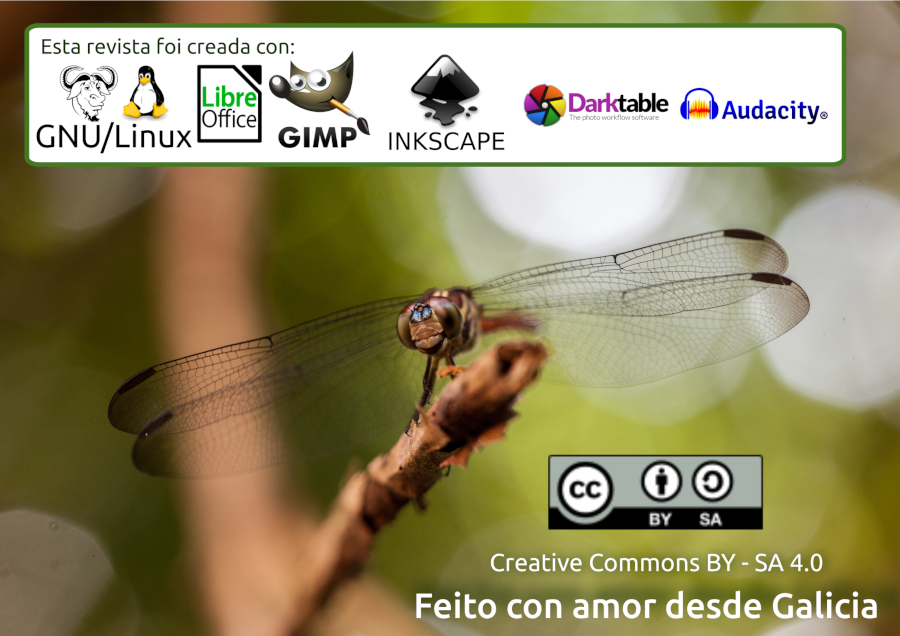 Esta revista foi creada con:
GNU/Linux
Libre
Office
GIMP
INKSCAPE
Darktable
The photo workflow software
Audacity®
cc
BY SA
Creative Commons BY - SA 4.0
Feito con amor desde Galicia